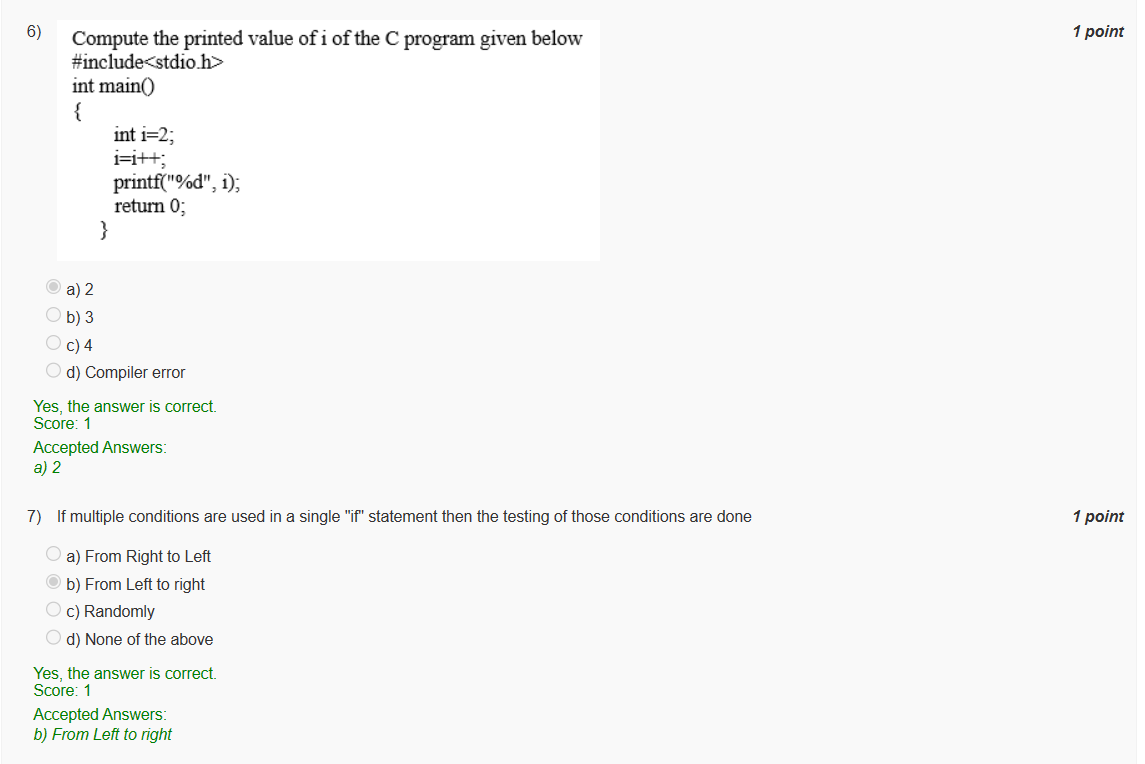 6) 1 point
Compute the printed value of i of the C program given below
#include<stdio.h>
int main()
{
int i=2;
i=i++;
printf("%d", i);
return 0;
}
a) 2
b) 3
c) 4
d) Compiler error
Yes, the answer is correct.
Score: 1
Accepted Answers:
a) 2
7) If multiple conditions are used in a single "if" statement then the testing of those conditions are done 1 point
a) From Right to Left
b) From Left to right
c) Randomly
d) None of the above
Yes, the answer is correct.
Score: 1
Accepted Answers:
b) From Left to right